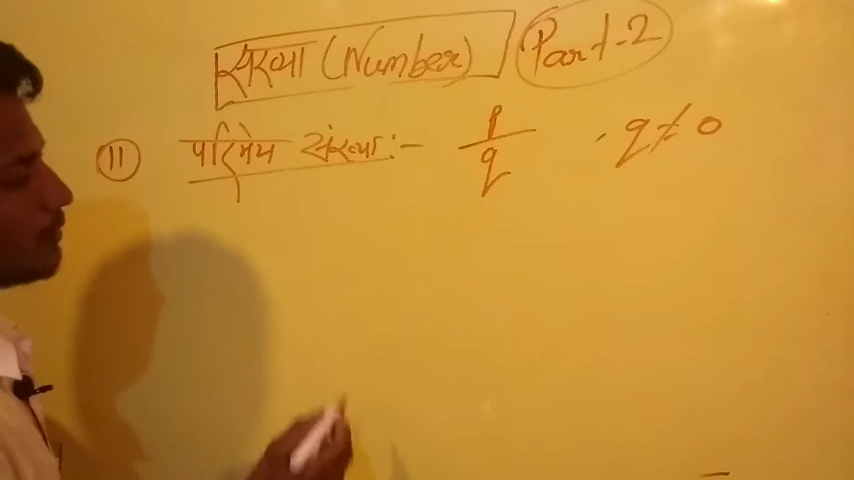 संख्या (Number) Part-2
11 परिमेय संख्या :- p/q , q ≠ 0